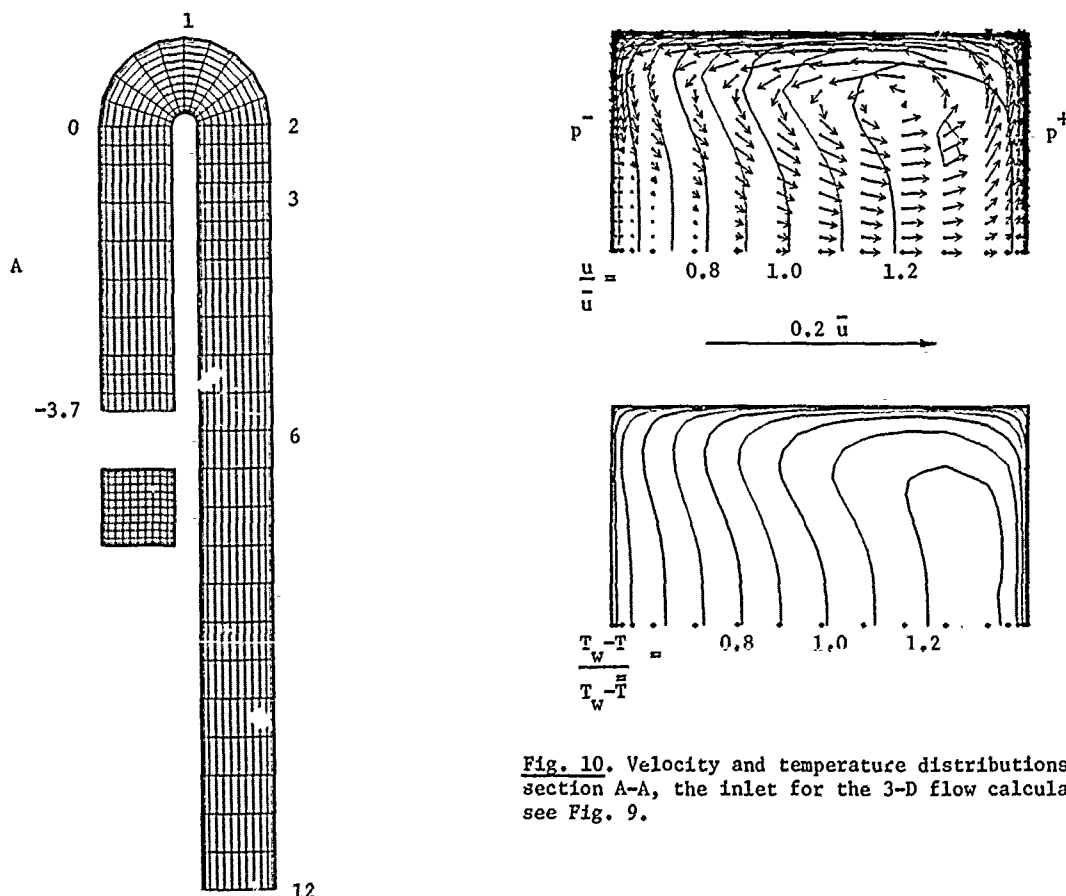 1
0
2
3
A
-3.7
6
12
p-
p+
u/ū = 0.8 1.0 1.2
0.2 ū
T_w-T/T_w-T̿ = 0.8 1.0 1.2
Fig. 10. Velocity and temperature distributions
section A-A, the inlet for the 3-D flow calcula
see Fig. 9.